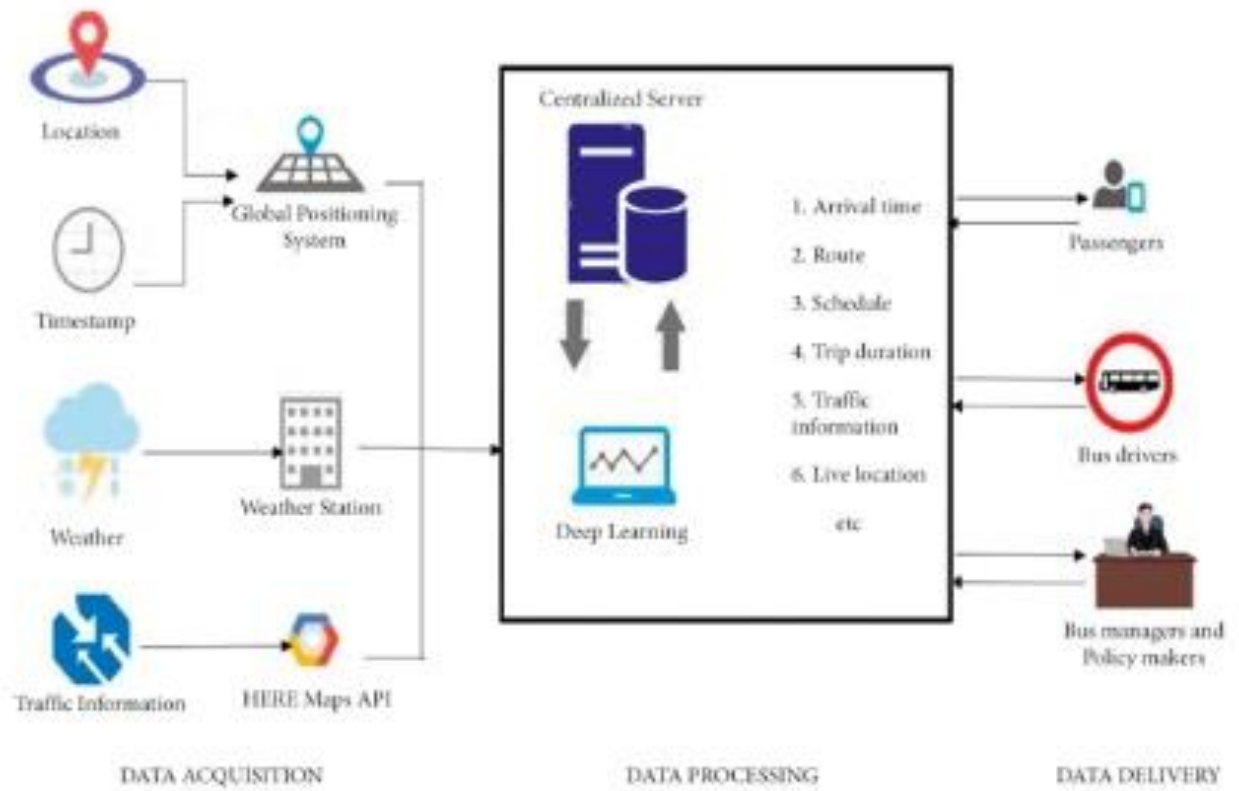 Location
Timestamp
Weather
Traffic Information
Global Positioning
System
Weather Station
HERE Maps API
DATA ACQUISITION
Centralized Server
Deep Learning
1. Arrival time
2. Route
3. Schedule
4. Trip duration
5. Traffic
information
6. Live location
etc
DATA PROCESSING
Passengers
Bus drivers
Bus managers and
Policy makers
DATA DELIVERY